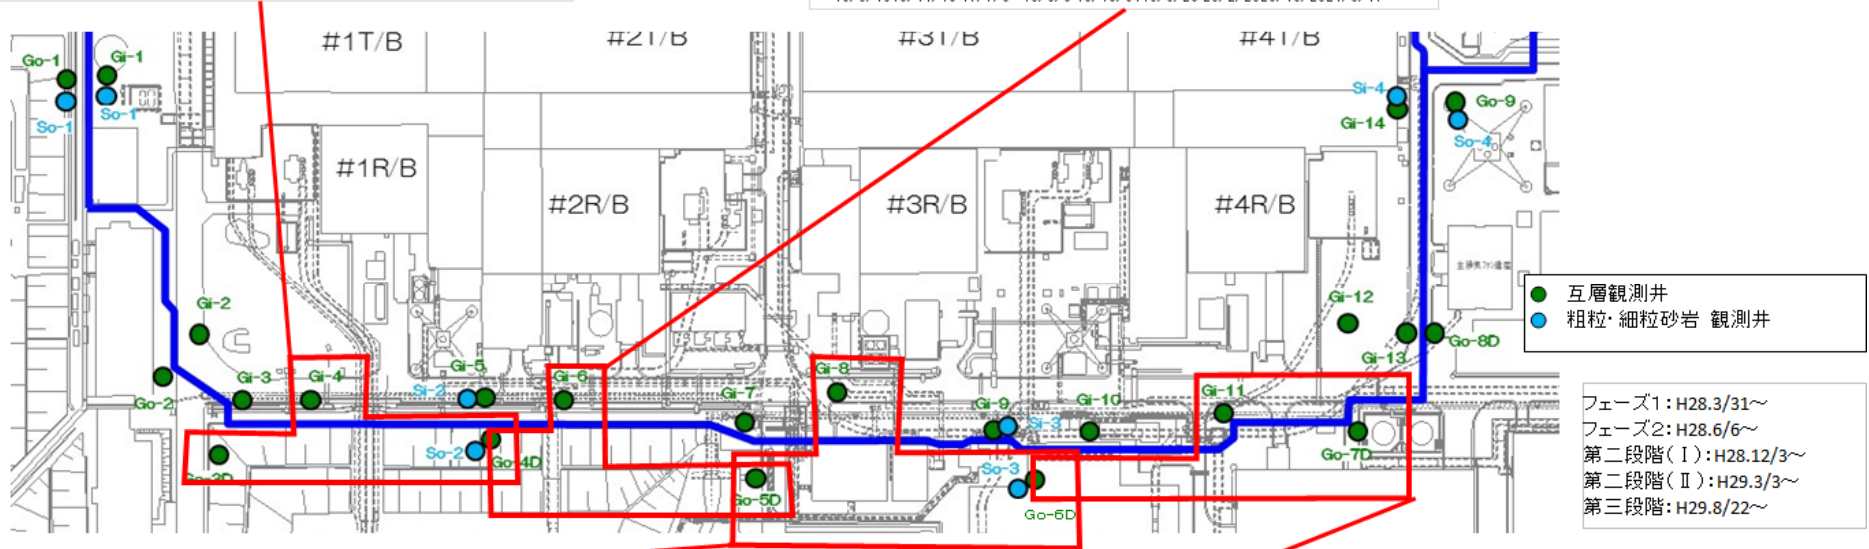 #1T/B
#2T/B
#3T/B
#4T/B
Go-1
Gi-1
So-1
So-1
Si-4
Gi-14
Go-9
So-4
#1R/B
#2R/B
#3R/B
#4R/B
Gi-2
Gi-12
Gi-13
Go-8D
互層観測井
粗粒・細粒砂岩 観測井
Go-2
Gi-3
Gi-4
Si-2
Gi-5
Gi-6
Gi-7
Gi-8
Gi-9
Si-3
Gi-10
Gi-11
Go-7D
Go-3D
So-2
Go-4D
Go-5D
So-3
Go-6D
フェーズ1:H28.3/31～
フェーズ2:H28.6/6～
第二段階(Ⅰ):H28.12/3～
第二段階(Ⅱ):H29.3/3～
第三段階:H29.8/22～